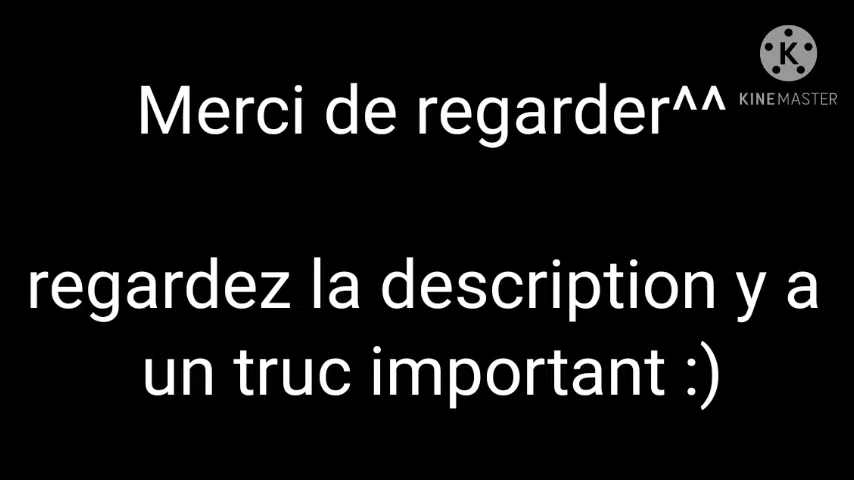 K
KINEMASTER
Merci de regarder^^
regardez la description y a
un truc important :)